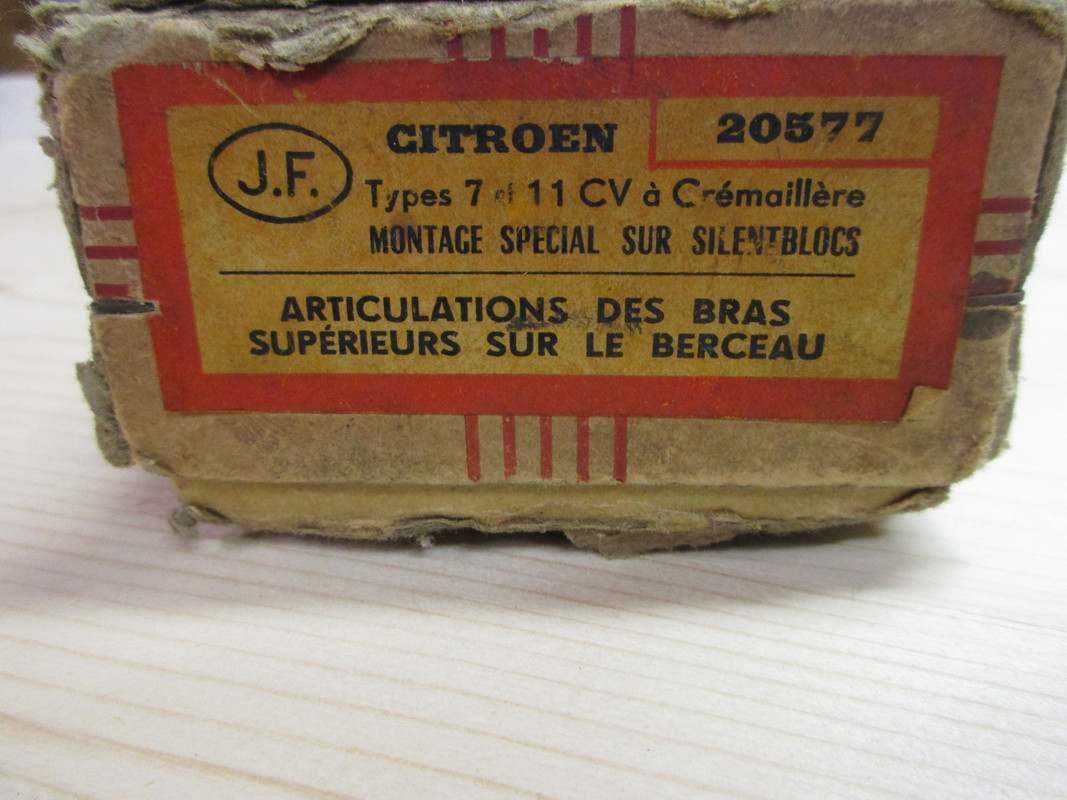 J.F.
CITROEN
20577
Types 7 et 11 CV à Crémaillère
MONTAGE SPECIAL SUR SILENTBLOCS
ARTICULATIONS DES BRAS
SUPÉRIEURS SUR LE BERCEAU